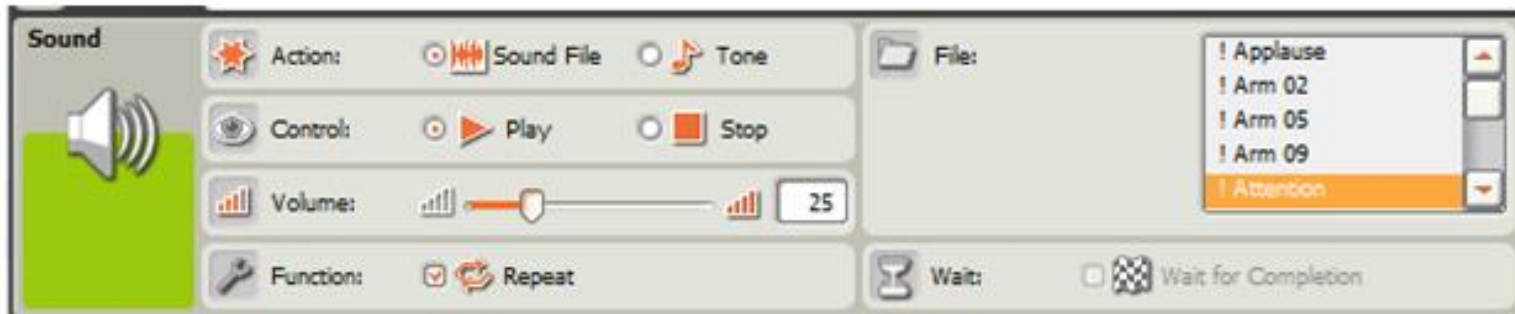 Sound
Action: Sound File Tone
Control: Play Stop
Volume: 25
Function: Repeat
File:
! Applause
! Arm 02
! Arm 05
! Arm 09
! Attention
Wait: Wait for Completion